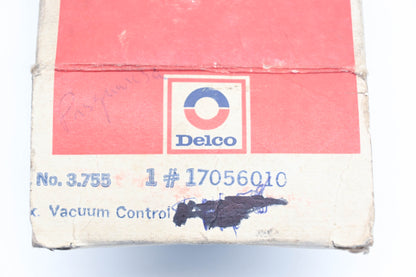 Delco
No. 3.755 1 # 17056010
x. Vacuum Control